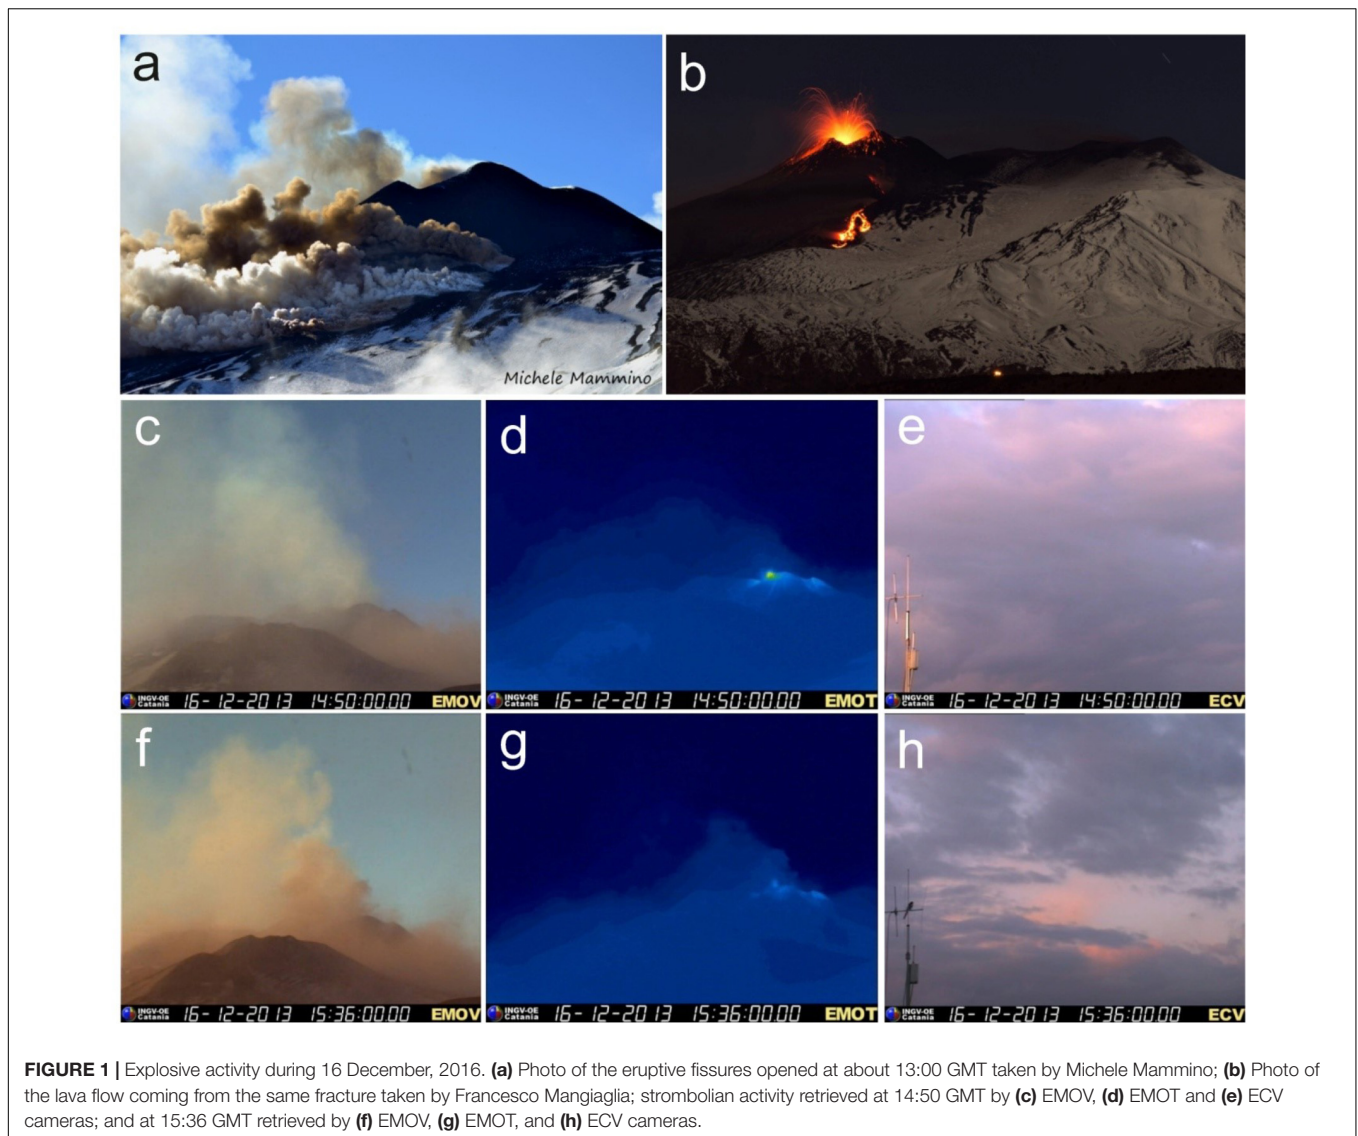 a
b
Michele Mammino
c
d
e
INGV-OE
Catania
16-12-2013 14:50:00.00 EMOV
INGV-OE
Catania
16-12-2013 14:50:00.00 EMOT
INGV-OE
Catania
16-12-2013 14:50:00.00 ECV
f
g
h
INGV-OE
Catania
16-12-2013 15:36:00.00 EMOV
INGV-OE
Catania
16-12-2013 15:36:00.00 EMOT
INGV-OE
Catania
16-12-2013 15:36:00.00 ECV
FIGURE 1 | Explosive activity during 16 December, 2016. (a) Photo of the eruptive fissures opened at about 13:00 GMT taken by Michele Mammino; (b) Photo of
the lava flow coming from the same fracture taken by Francesco Mangiaglia; strombolian activity retrieved at 14:50 GMT by (c) EMOV, (d) EMOT and (e) ECV
cameras; and at 15:36 GMT retrieved by (f) EMOV, (g) EMOT, and (h) ECV cameras.